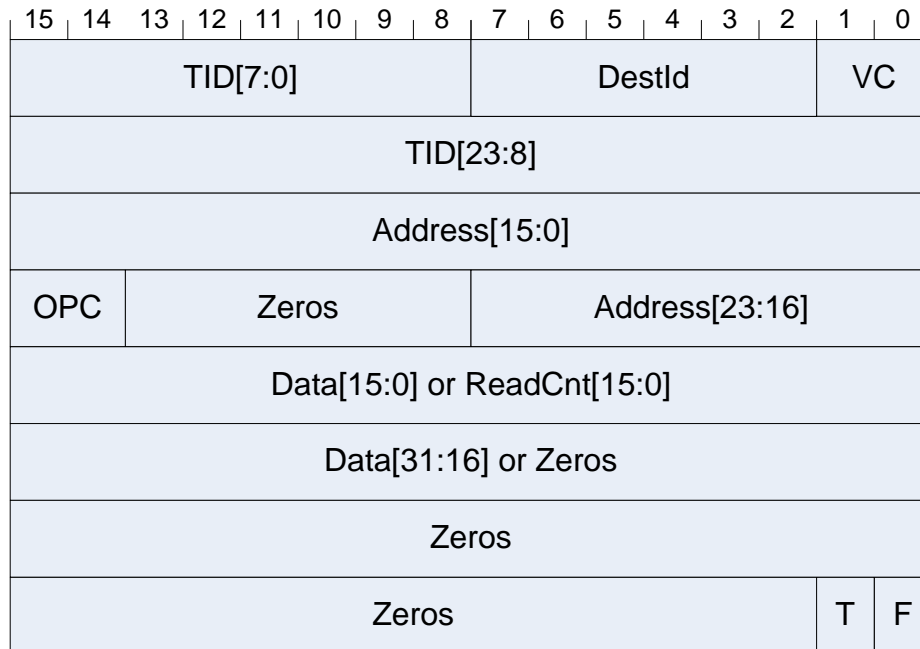 15 14 13 12 11 10 9 8 7 6 5 4 3 2 1 0
TID[7:0] DestId VC
TID[23:8]
Address[15:0]
OPC Zeros Address[23:16]
Data[15:0] or ReadCnt[15:0]
Data[31:16] or Zeros
Zeros
Zeros T F